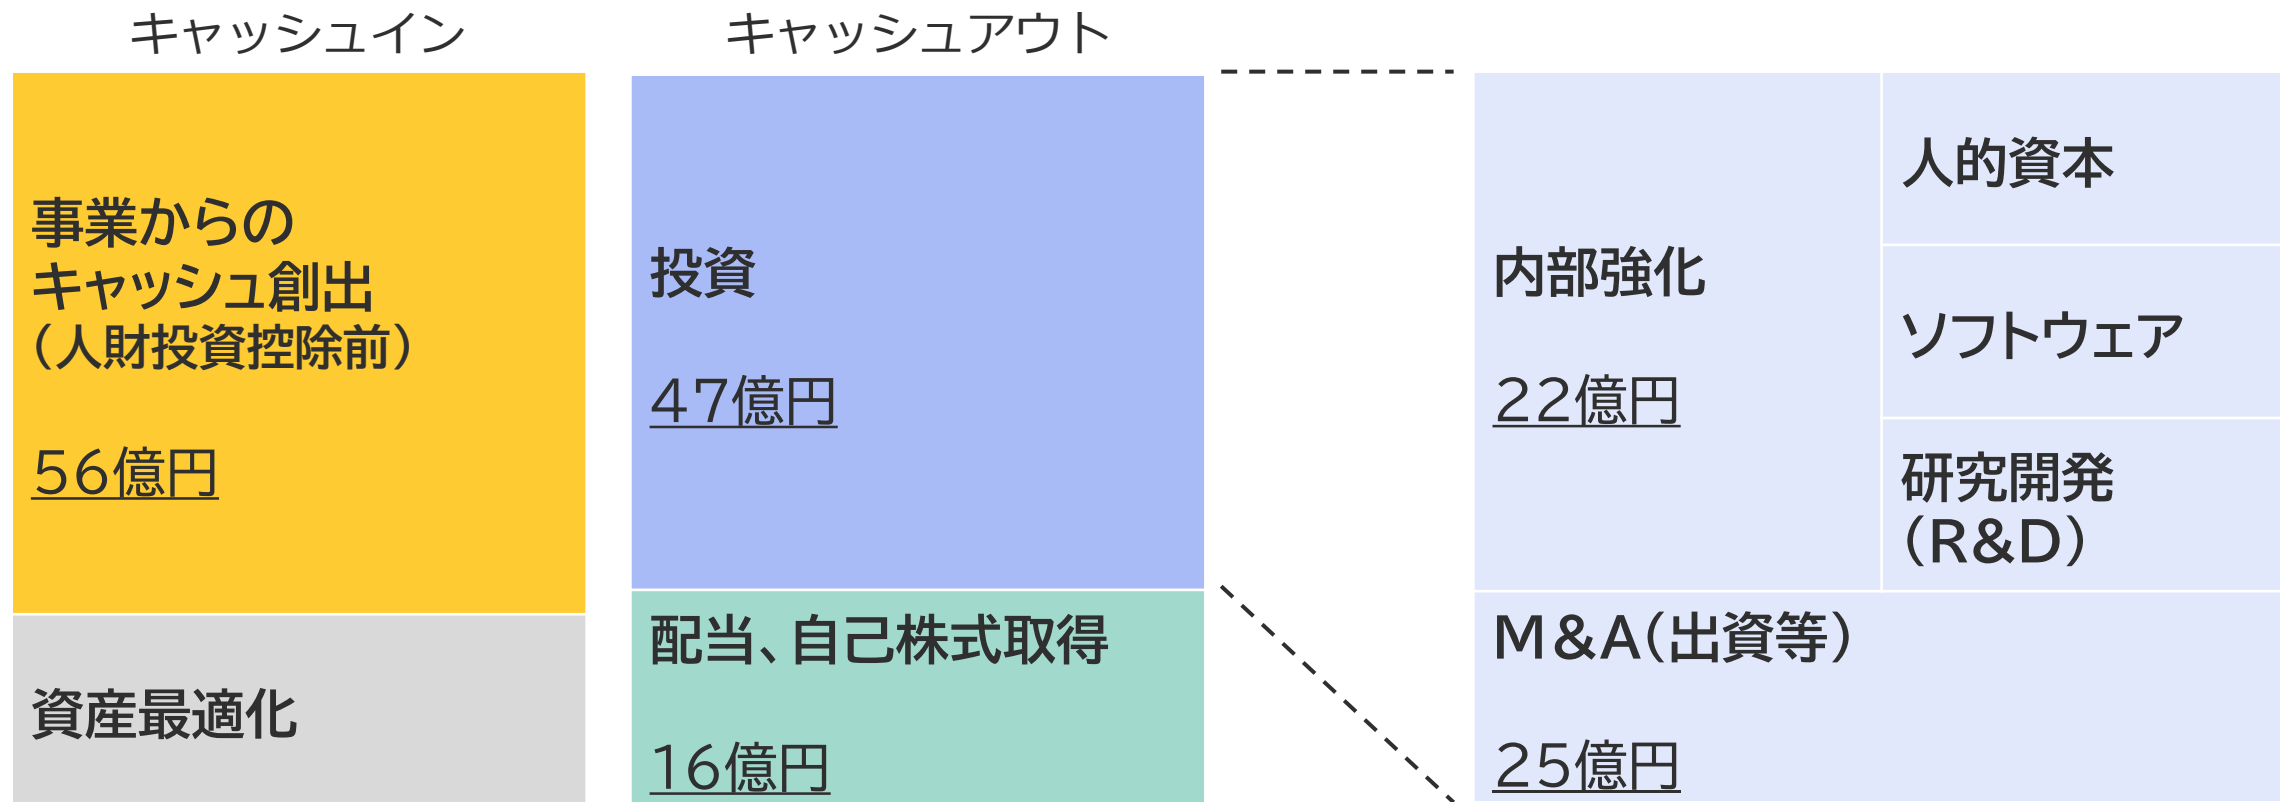 キャッシュイン
キャッシュアウト
事業からの
キャッシュ創出
（人財投資控除前）
56億円
資産最適化
投資
47億円
配当、自己株式取得
16億円
内部強化
22億円
人的資本
ソフトウェア
研究開発
（R&D）
M&A（出資等）
25億円